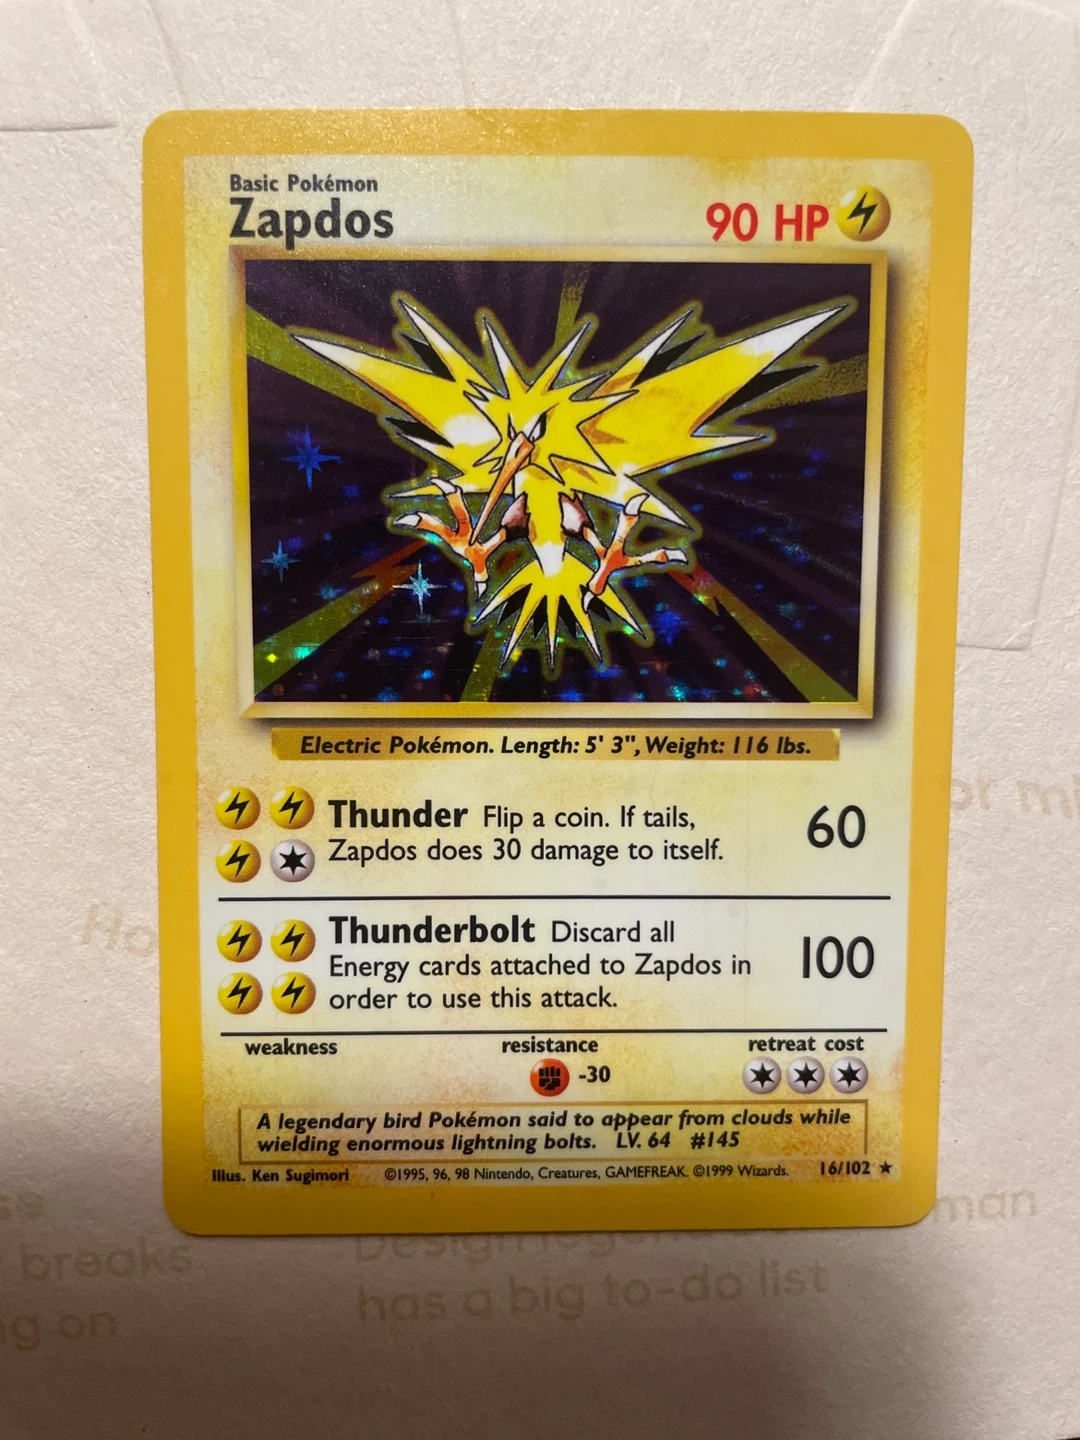 Basic Pokémon
Zapdos
90 HP
Electric Pokémon. Length: 5' 3", Weight: 116 lbs.
Thunder Flip a coin. If tails,
Zapdos does 30 damage to itself.
60
Thunderbolt Discard all
Energy cards attached to Zapdos in
order to use this attack.
100
weakness resistance retreat cost
-30
A legendary bird Pokémon said to appear from clouds while
wielding enormous lightning bolts. LV. 64 #145
Illus. Ken Sugimori ©1995, 96, 98 Nintendo, Creatures, GAMEFREAK. ©1999 Wizards. 16/102 ★
breaks
man
has a big to-do list
on